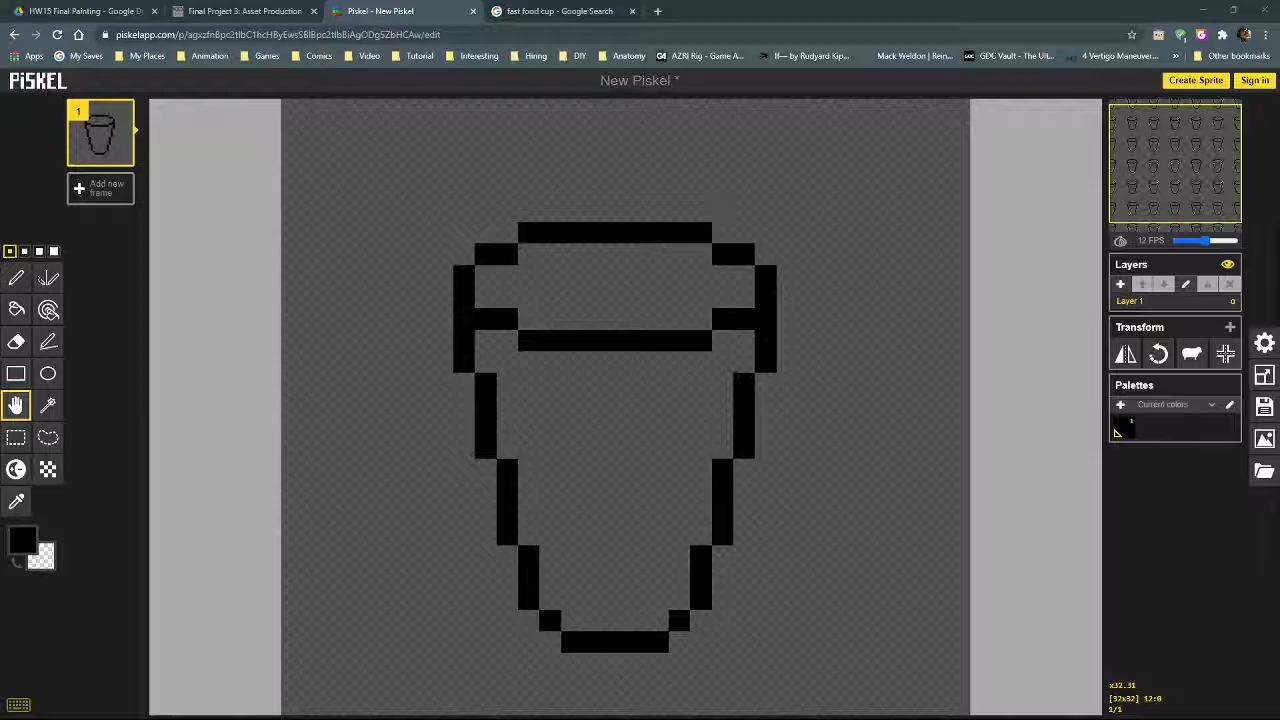 HW15 Final Painting - Google D
Final Project 3: Asset Production
Piskel - New Piskel
fast food cup - Google Search
piskelapp.com/p/agxzfnBpc2tlbC1hcHByEwsSBlBpc2tlbBiAgODg5ZbHCAw/edit
Apps
My Saves
My Places
Animation
Games
Comics
Video
Tutorial
Interesting
Hiring
DIY
Anatomy
AZRI Rig - Game A...
If— by Rudyard Kip...
Mack Weldon | Rein...
GDC Vault - The Ult...
4 Vertigo Maneuver...
Other bookmarks
PiSKEL
New Piskel *
Create Sprite
Sign in
1
Add new
frame
12 FPS
Layers
Layer 1
α
Transform
Palettes
Current colors
1
x32.31
[32x32] 12:0
1/1